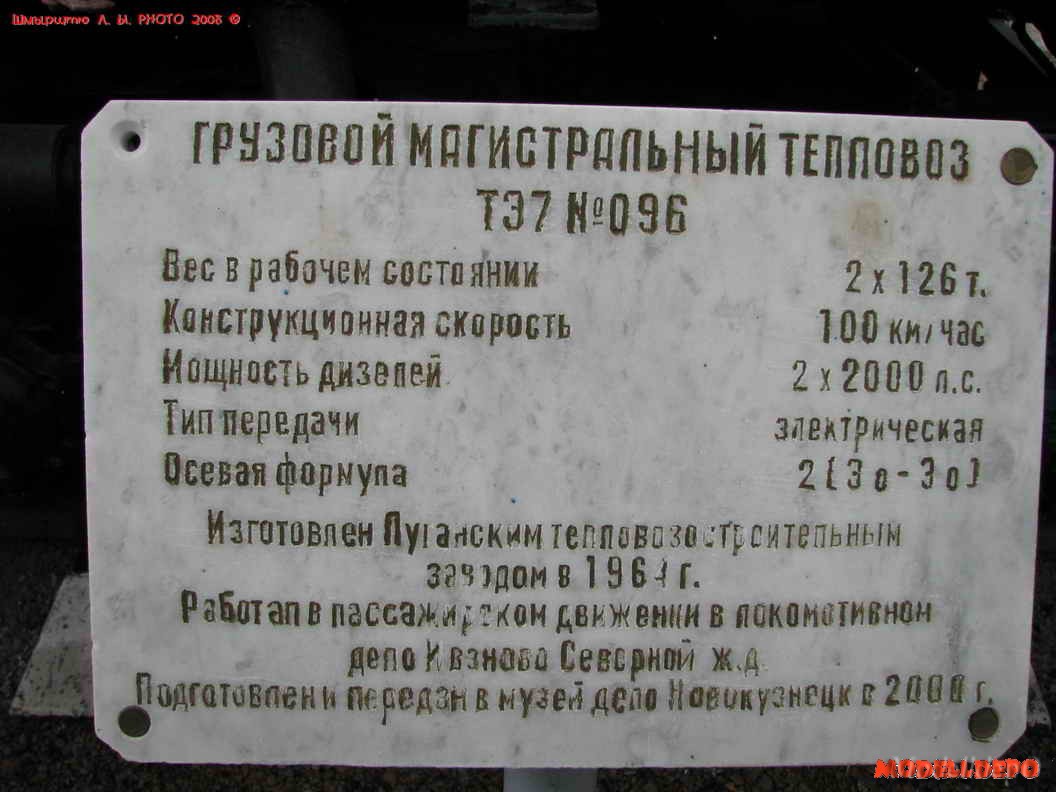 Шмырцтю Л. Ы. PHOTO 2008 ©
ГРУЗОВОЙ МАГИСТРАЛЬНЫЙ ТЕПЛОВОЗ
ТЭ7 №096
Вес в рабочем состоянии 2 х 126 т.
Конструкционная скорость 100 км/час
Мощность дизелей 2 х 2000 л.с.
Тип передачи электрическая
Осевая формула 2 (3о-3о)
Изготовлен Луганским тепловозостроительным
заводом в 1964 г.
Работал в пассажирском движении в локомотивном
депо Иваново Северной ж.д.
Подготовлен и передан в музей депо Новокузнецк в 2000 г.
MODELLDEPO